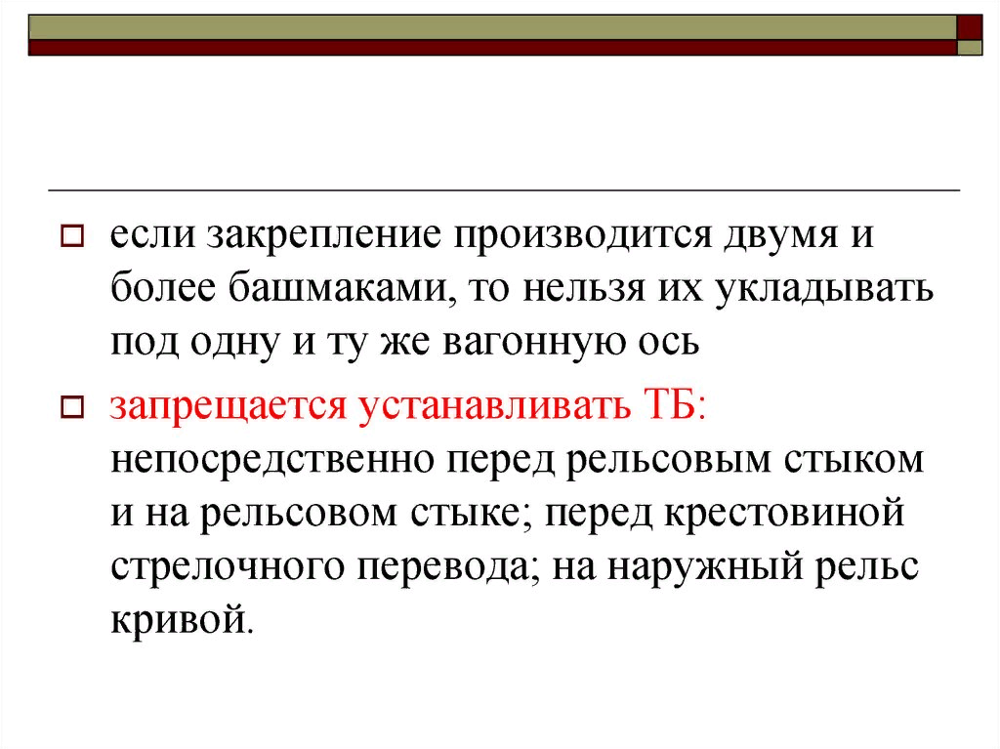 если закрепление производится двумя и
более башмаками, то нельзя их укладывать
под одну и ту же вагонную ось
запрещается устанавливать ТБ:
непосредственно перед рельсовым стыком
и на рельсовом стыке; перед крестовиной
стрелочного перевода; на наружный рельс
кривой.